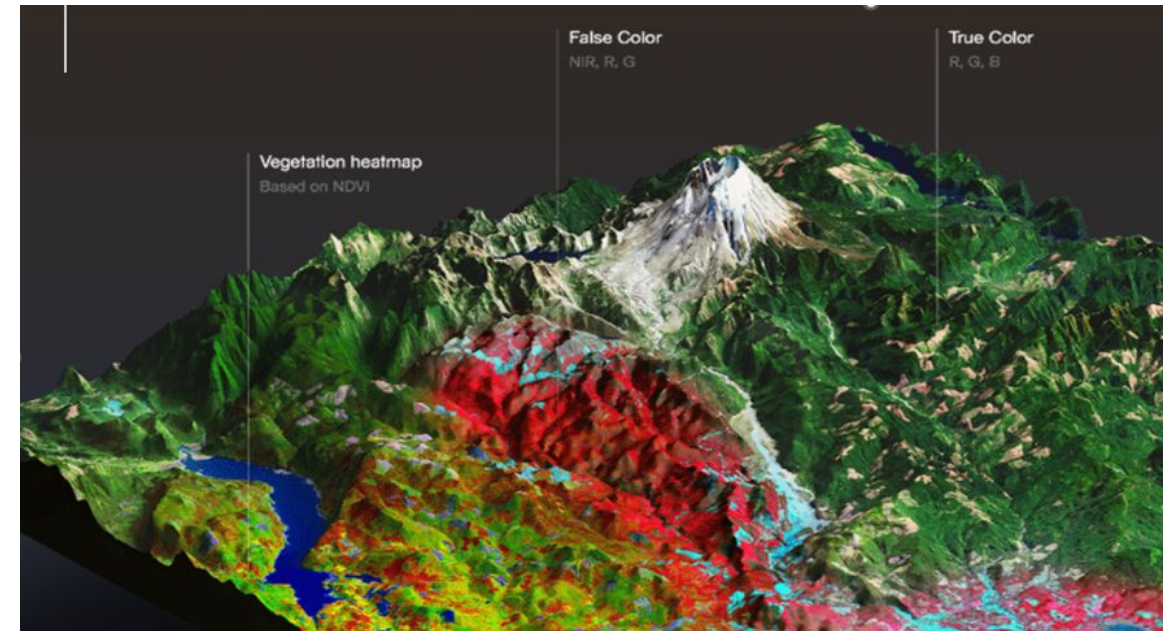 False Color
NIR, R, G
True Color
R, G, B
Vegetation heatmap
Based on NDVI